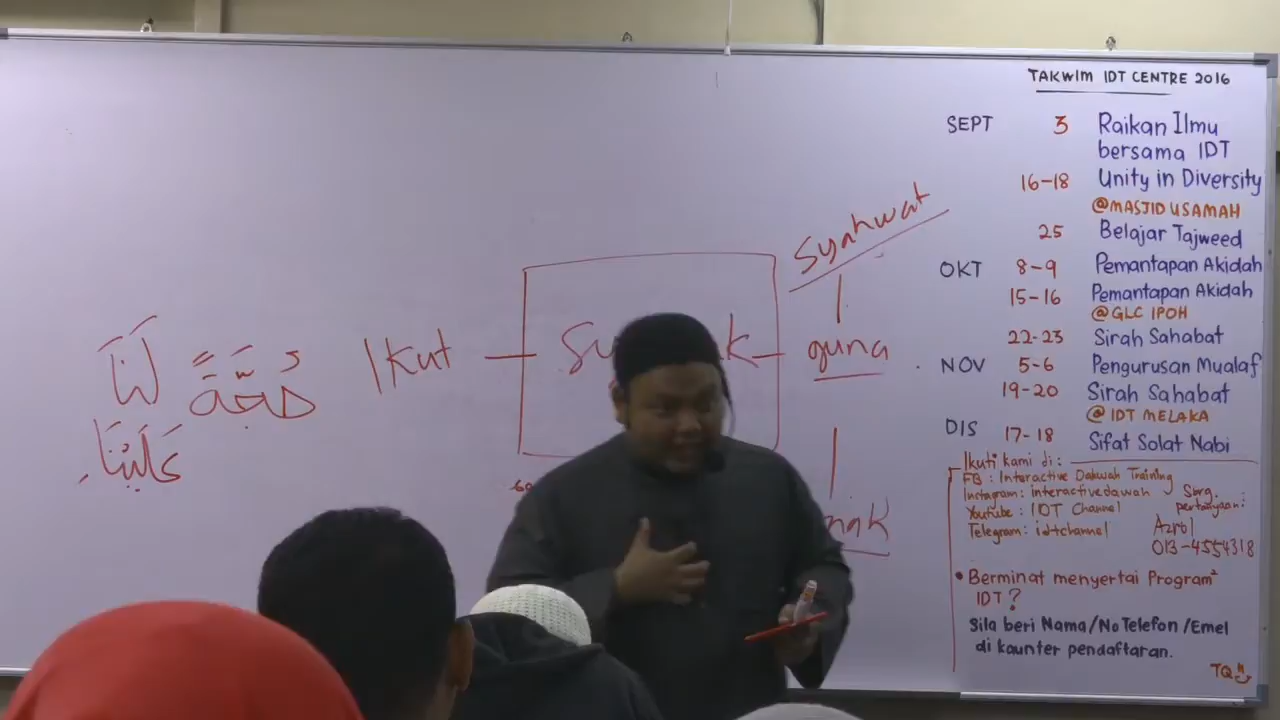 TAKWIM IDT CENTRE 2016
SEPT 3 Raikan Ilmu
bersama IDT
16-18 Unity in Diversity
@MASJID USAMAH
25 Belajar Tajweed
OKT 8-9 Pemantapan Akidah
15-16 Pemantapan Akidah
@GLC IPOH
22-23 Sirah Sahabat
NOV 5-6 Pengurusan Mualaf
19-20 Sirah Sahabat
@ IDT MELAKA
DIS 17-18 Sifat Solat Nabi
Ikuti kami di:
FB: Interactive Dakwah Training
Instagram: interactivedawah
Youtube: IDT Channel
Telegram: idtchannel
Sbrg. pertanyaan:
Azrol
013-4554318
• Berminat menyertai Program²
IDT?
Sila beri Nama/No Telefon/Emel
di kaunter pendaftaran.
TQ
Syahwat
Ikut
guna
حجة
لنا
علينا